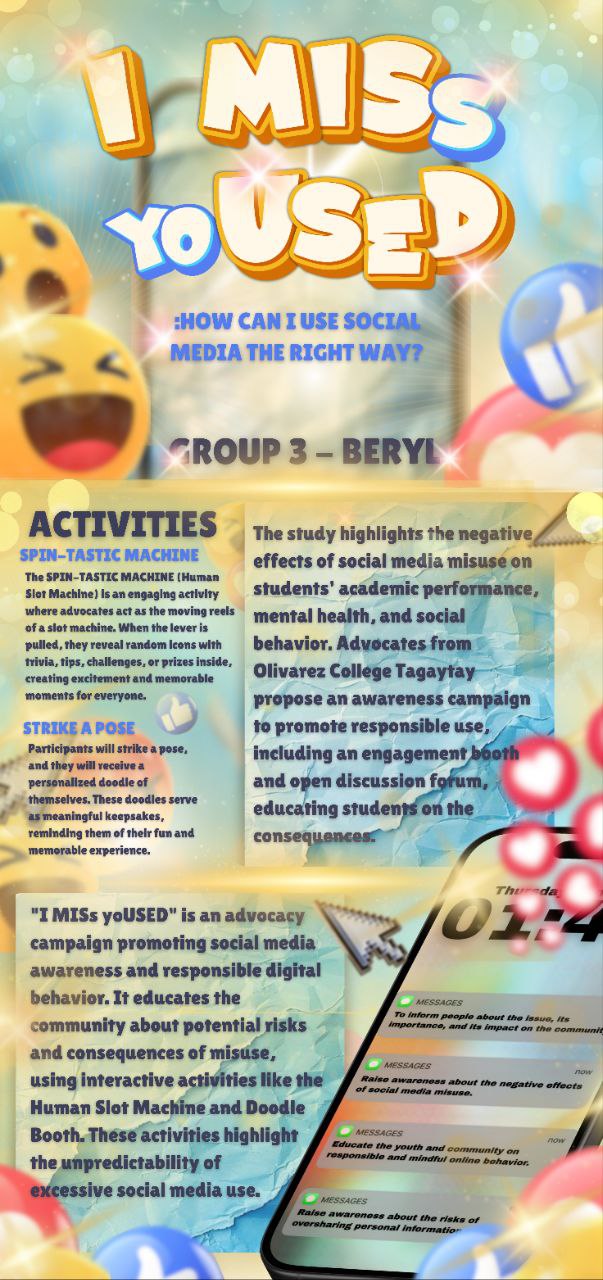 I MISs
yoUSED
:HOW CAN I USE SOCIAL
MEDIA THE RIGHT WAY?
GROUP 3 – BERYL
ACTIVITIES
SPIN-TASTIC MACHINE
The SPIN-TASTIC MACHINE (Human
Slot Machine) is an engaging activity
where advocates act as the moving reels
of a slot machine. When the lever is
pulled, they reveal random icons with
trivia, tips, challenges, or prizes inside,
creating excitement and memorable
moments for everyone.
STRIKE A POSE
Participants will strike a pose,
and they will receive a
personalized doodle of
themselves. These doodles serve
as meaningful keepsakes,
reminding them of their fun and
memorable experience.
The study highlights the negative
effects of social media misuse on
students' academic performance,
mental health, and social
behavior. Advocates from
Olivarez College Tagaytay
propose an awareness campaign
to promote responsible use,
including an engagement booth
and open discussion forum,
educating students on the
consequences.
"I MISs yoUSED" is an advocacy
campaign promoting social media
awareness and responsible digital
behavior. It educates the
community about potential risks
and consequences of misuse,
using interactive activities like the
Human Slot Machine and Doodle
Booth. These activities highlight
the unpredictability of
excessive social media use.
01:4
MESSAGES
To inform people about the issue, its
importance, and its impact on the
MESSAGES
now
Raise awareness about the negative effects
of social media misuse.
MESSAGES
now
Educate the youth and community on
responsible and mindful online behavior.
MESSAGES
Raise awareness about the risks of
oversharing personal information